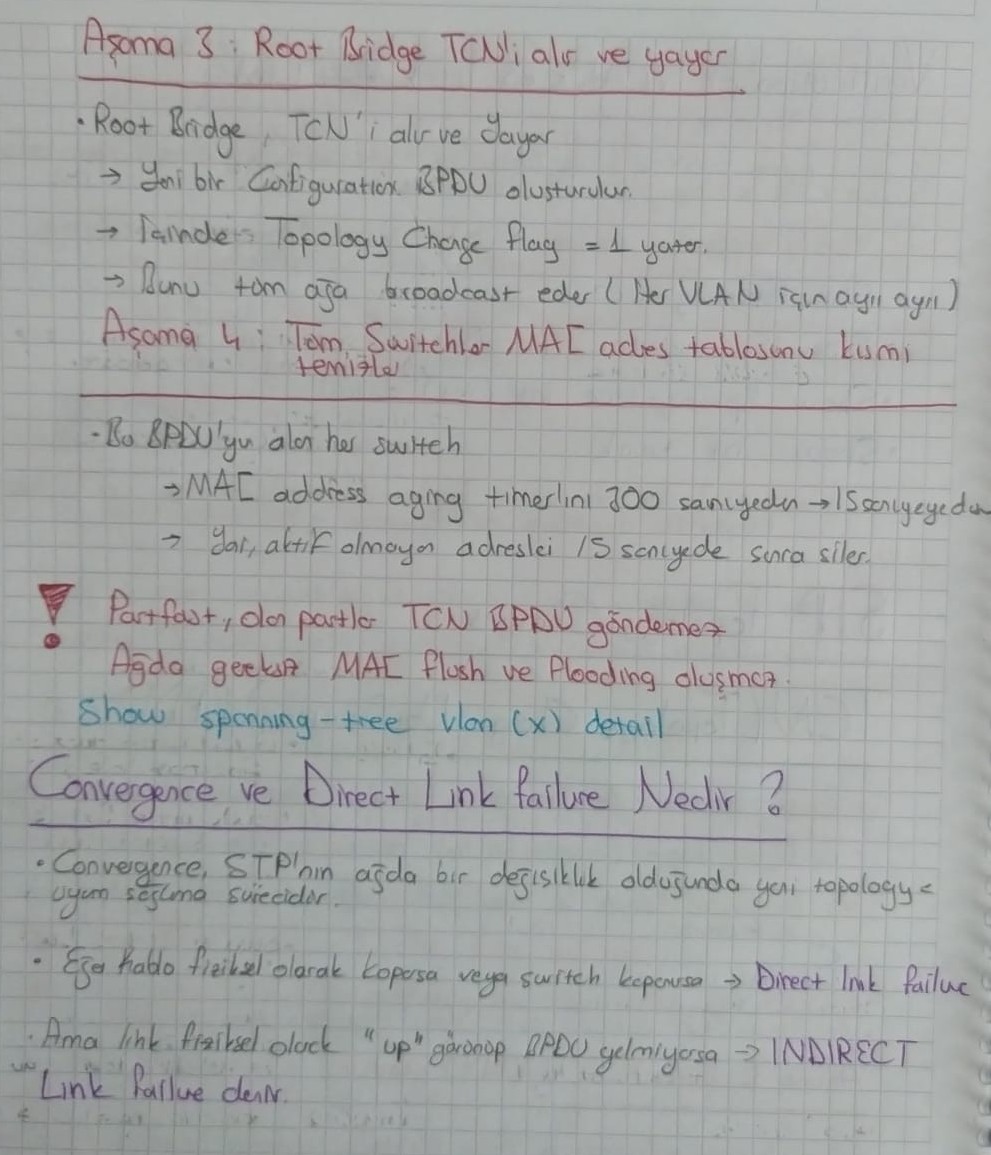 Aşama 3 : Root Bridge TCN'i alır ve yayar
• Root Bridge, TCN'i alır ve yayar
→ Yeni bir Configuration BPDU oluşturulur.
→ İçinde Topology Change flag = 1 yazar.
→ Bunu tüm ağa broadcast eder (Her VLAN için ayrı ayrı)
Aşama 4 : Tüm Switchler MAC adres tablosunu kısmi
temizler
- Bu BPDU'yu alan her switch
→ MAC address aging timerlini 300 saniyeden → 15 saniyeye
→ Yani, aktif olmayan adresleri 15 saniyede sonra siler.
! Portfast, olan portlar TCN BPDU göndermez
Ağda gereksiz MAC flush ve flooding oluşmaz.
Show spanning-tree vlan (x) detail
Convergence ve Direct Link failure Nedir ?
• Convergence, STP'nin ağda bir değişiklik olduğunda yeni topology
uyum sağlama sürecidir.
• Eğer kablo fiziksel olarak koparsa veya switch kapanırsa → Direct link failure
. Ama link fiziksel olarak "up" görünüp BPDU gelmiyorsa → INDIRECT
Link failure denir.